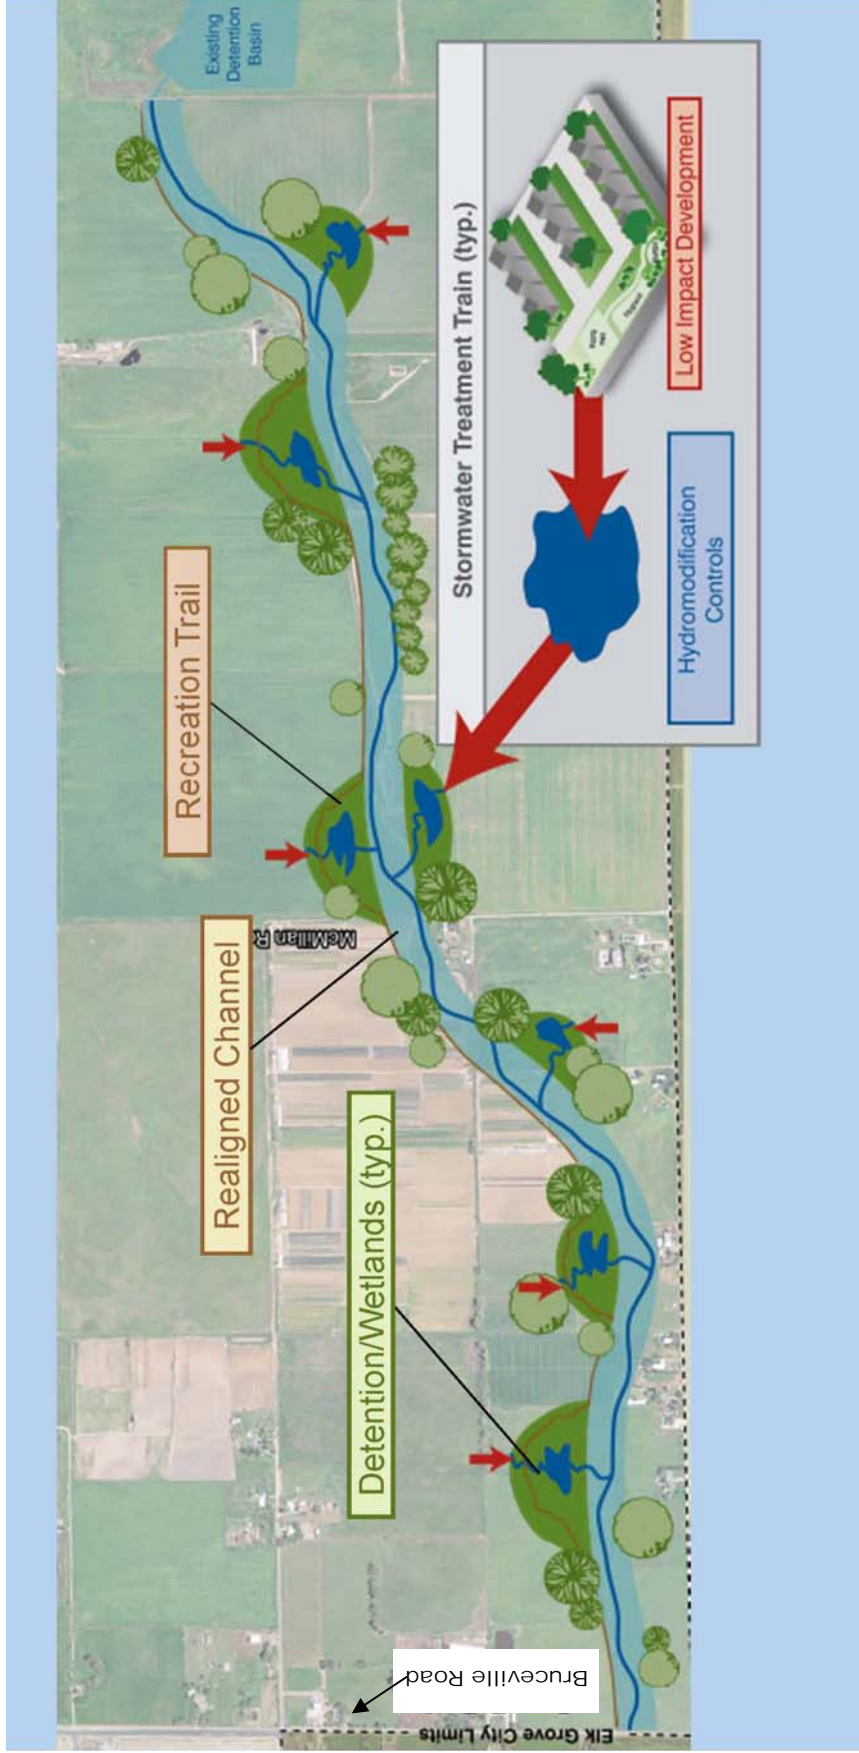 Existing
Detention
Basin
Stormwater Treatment Train (typ.)
Low Impact Development
Hydromodification
Controls
Recreation Trail
Realigned Channel
McMillan R
Detention/Wetlands (typ.)
Bruceville Road
Elk Grove City Limits